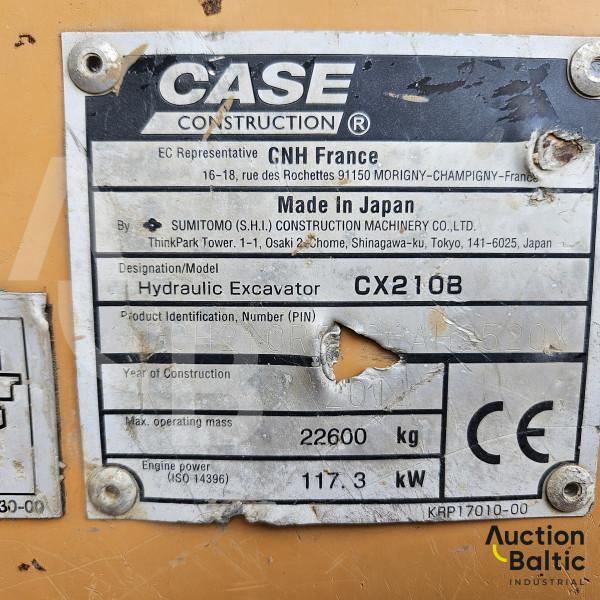 CASE
CONSTRUCTION ®
EC Representative CNH France
16-18, rue des Rochettes 91150 MORIGNY-CHAMPIGNY-France
Made In Japan
By SUMITOMO (S.H.I.) CONSTRUCTION MACHINERY CO.,LTD.
ThinkPark Tower. 1-1, Osaki 2-Chome, Shinagawa-ku, Tokyo, 141-6025, Japan
Designation/Model
Hydraulic Excavator CX210B
Product Identification, Number (PIN)
Year of Construction
Max. operating mass
22600 kg
Engine power
(ISO 14396) 117.3 kW
CE
KRP17010-00
30-00
Auction
Baltic
INDUSTRIAL